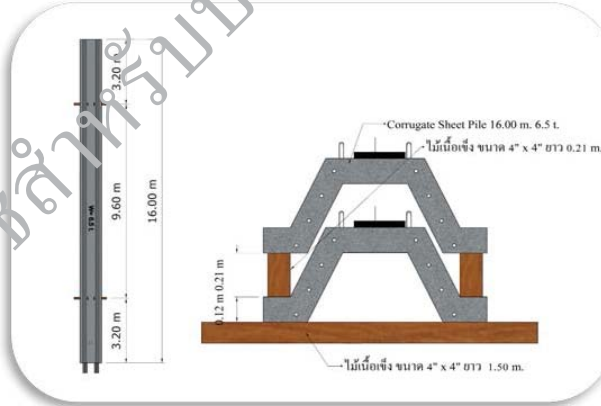 3.20 m
9.60 m
16.00 m
3.20 m
W= 6.5 t.
Corrugate Sheet Pile 16.00 m. 6.5 t.
ไม้เนื้อแข็ง ขนาด 4" x 4" ยาว 0.21 m.
0.12 m 0.21 m
ไม้เนื้อแข็ง ขนาด 4" x 4" ยาว 1.50 m.